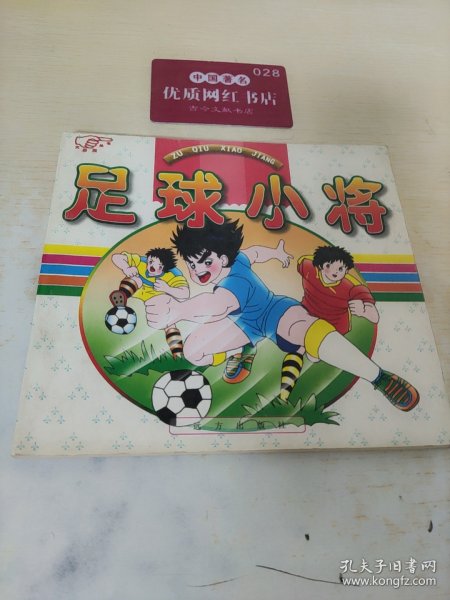 中国著名
028
优质网红书店
古今文献书店
ZU QIU XIAO JIANG
足球小将
远方出版社
孔夫子旧书网
www.kongfz.com